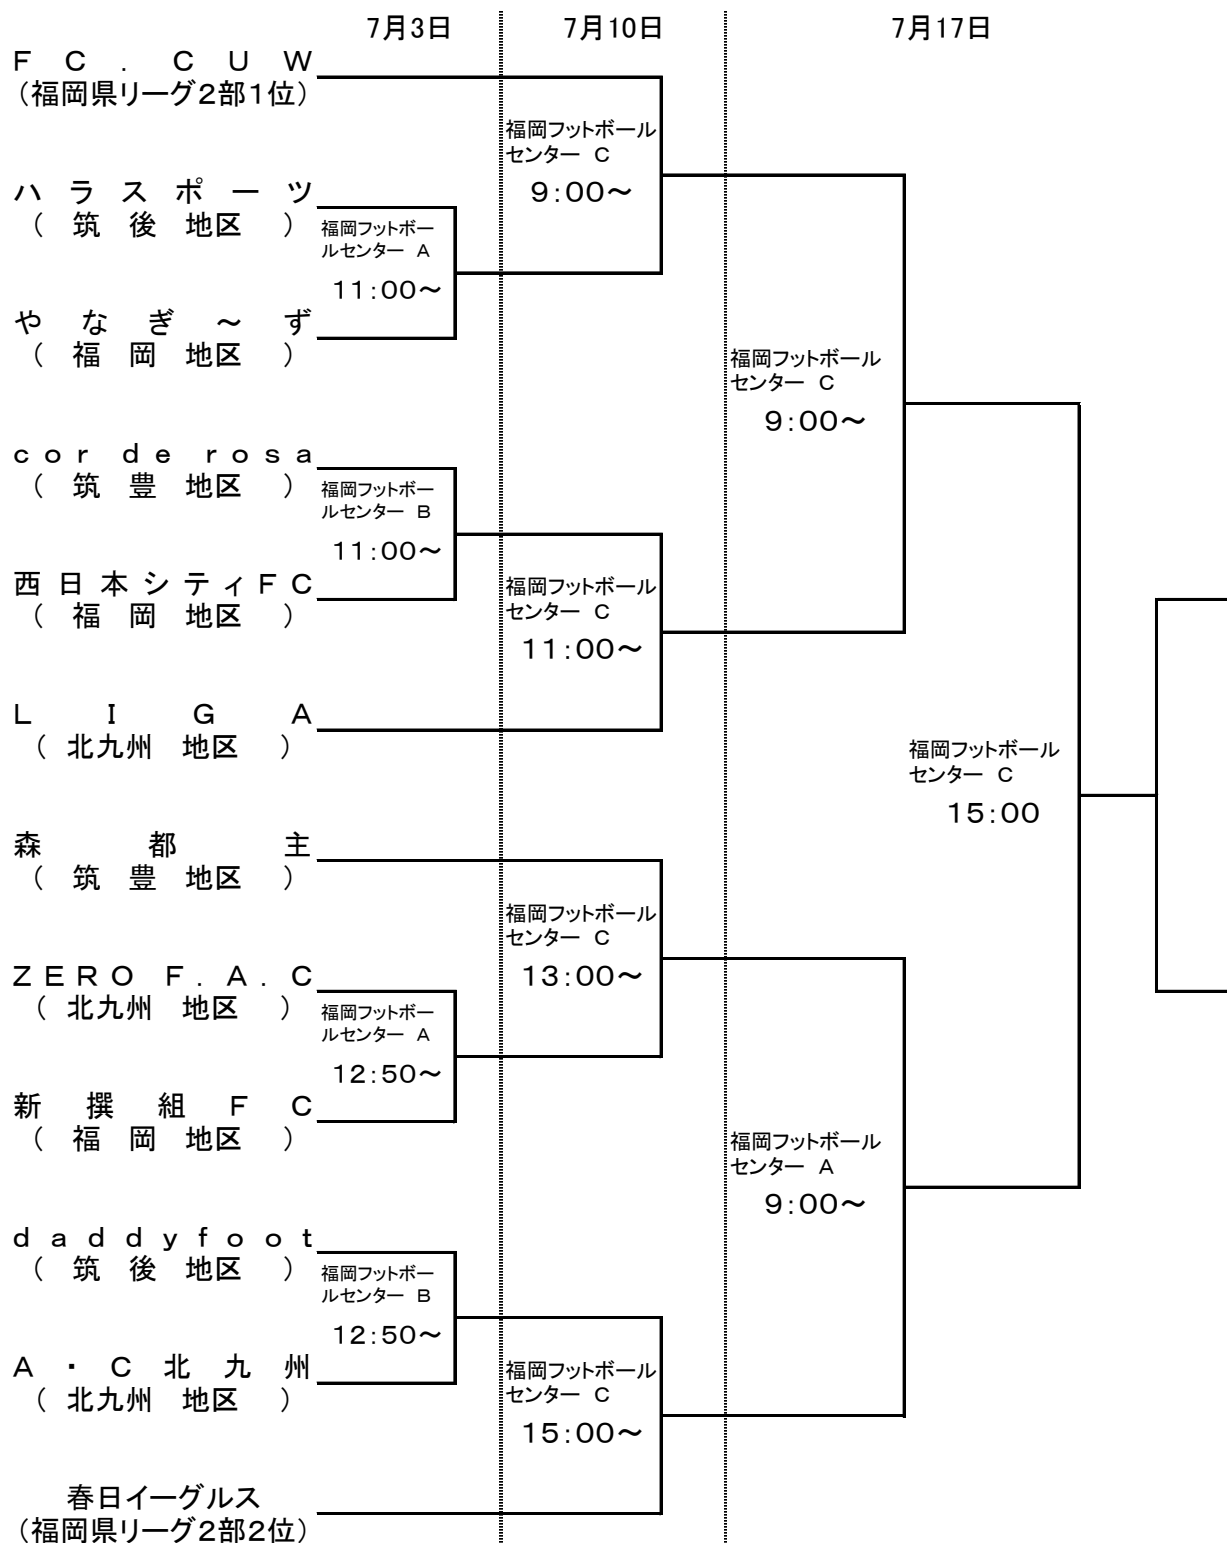 7月3日 7月10日 7月17日
ＦＣ．ＣＵＷ
（福岡県リーグ２部１位）
福岡フットボール
センター Ｃ
9:00～
ハラスポーツ
（筑後地区）
福岡フットボー
ルセンター Ａ
11:00～
やなぎ～ず
（福岡地区）
福岡フットボール
センター Ｃ
9:00～
ｃｏｒ ｄｅ ｒｏｓａ
（筑豊地区）
福岡フットボー
ルセンター Ｂ
11:00～
西日本シティＦＣ
（福岡地区）
福岡フットボール
センター Ｃ
11:00～
ＬＩＧＡ
（北九州地区）
福岡フットボール
センター Ｃ
15:00
森都主
（筑豊地区）
福岡フットボール
センター Ｃ
13:00～
ＺＥＲＯ Ｆ．Ａ．Ｃ
（北九州地区）
福岡フットボー
ルセンター Ａ
12:50～
新撰組ＦＣ
（福岡地区）
福岡フットボール
センター Ａ
9:00～
ｄａｄｄｙｆｏｏｔ
（筑後地区）
福岡フットボー
ルセンター Ｂ
12:50～
Ａ・Ｃ北九州
（北九州地区）
福岡フットボール
センター Ｃ
15:00～
春日イーグルス
（福岡県リーグ２部２位）